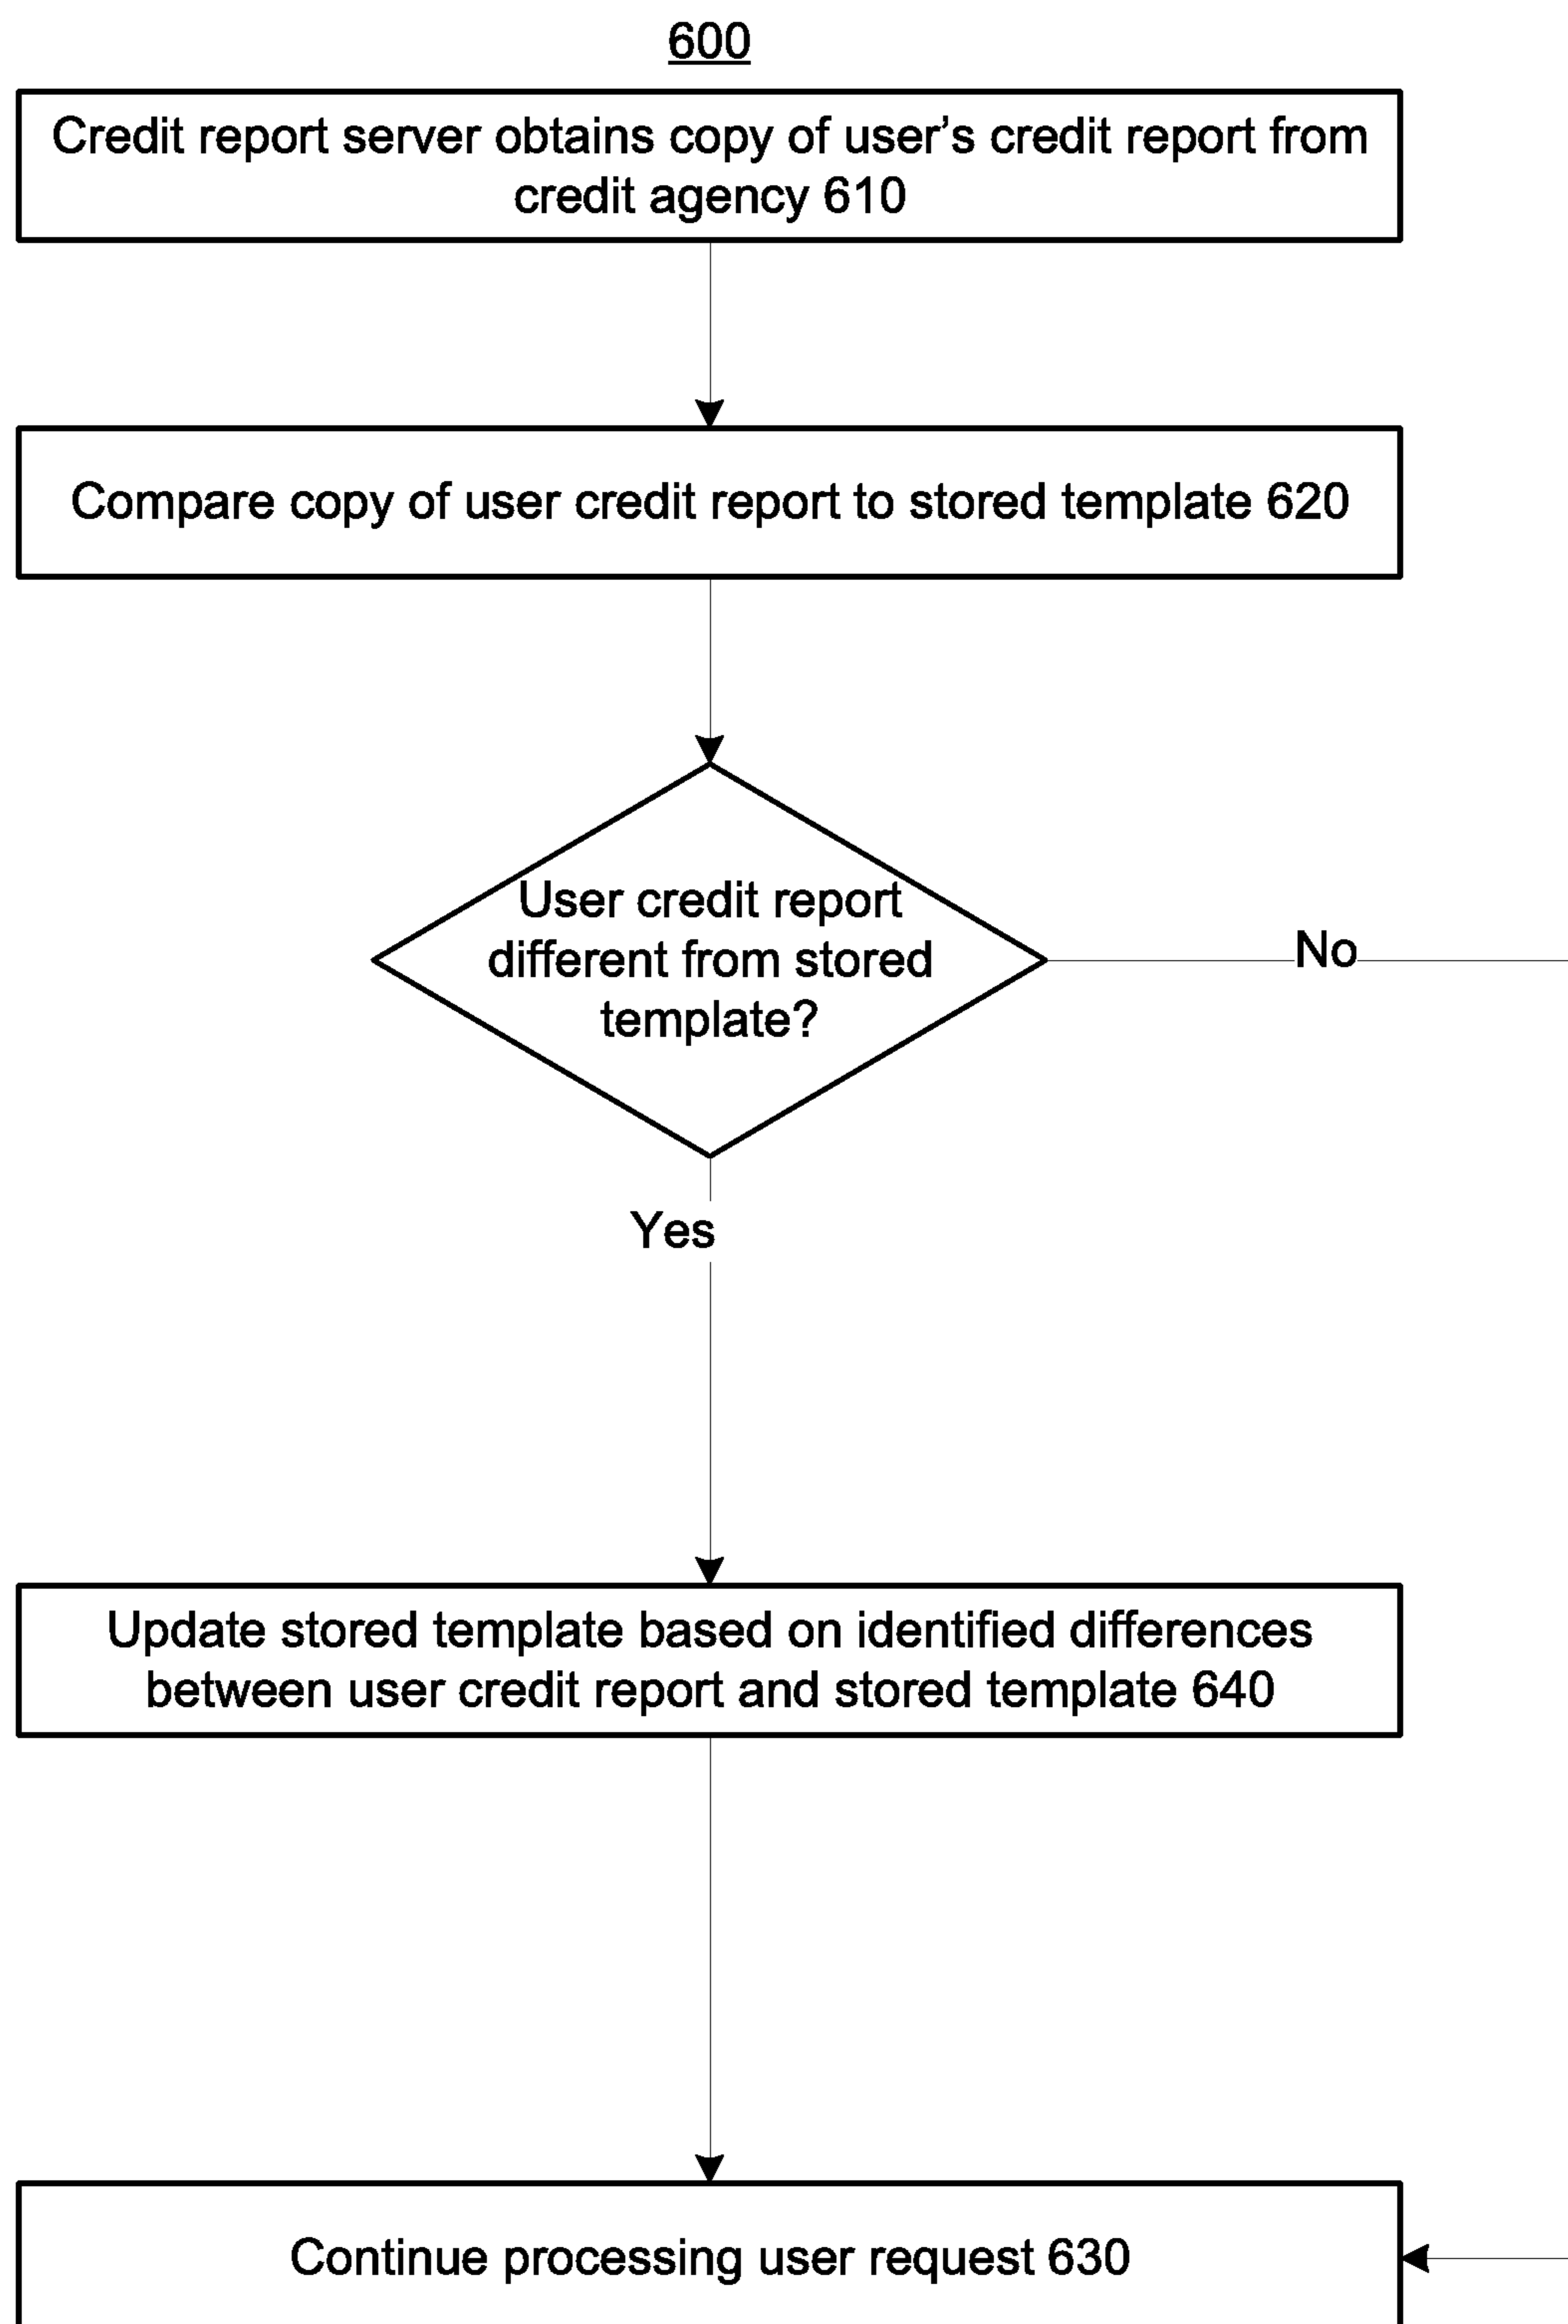 600
Credit report server obtains copy of user’s credit report from
credit agency 610
Compare copy of user credit report to stored template 620
User credit report
different from stored
template?
No
Yes
Update stored template based on identified differences
between user credit report and stored template 640
Continue processing user request 630